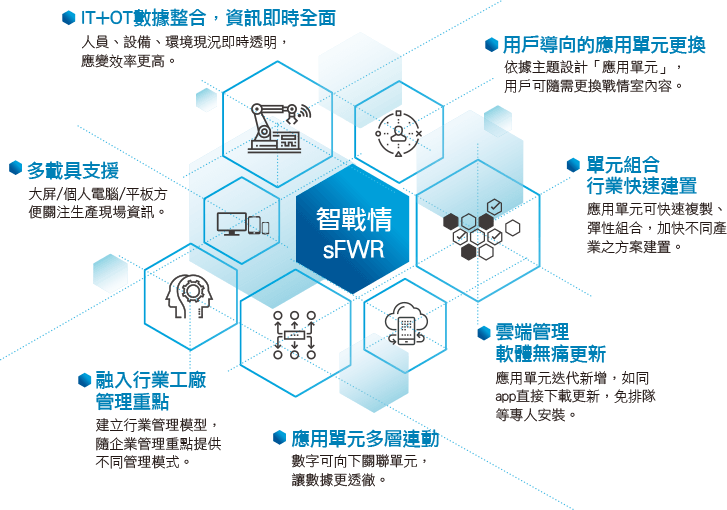 IT+OT數據整合，資訊即時全面
人員、設備、環境現況即時透明，
應變效率更高。
用戶導向的應用單元更換
依據主題設計「應用單元」，
用戶可隨需更換戰情室內容。
多載具支援
大屏/個人電腦/平板方
便關注生產現場資訊。
智戰情
sFWR
單元組合
行業快速建置
應用單元可快速複製、
彈性組合，加快不同產
業之方案建置。
雲端管理
軟體無痛更新
應用單元迭代新增，如同
app直接下載更新，免排隊
等專人安裝。
融入行業工廠
管理重點
建立行業管理模型，
隨企業管理重點提供
不同管理模式。
應用單元多層連動
數字可向下關聯單元，
讓數據更透徹。